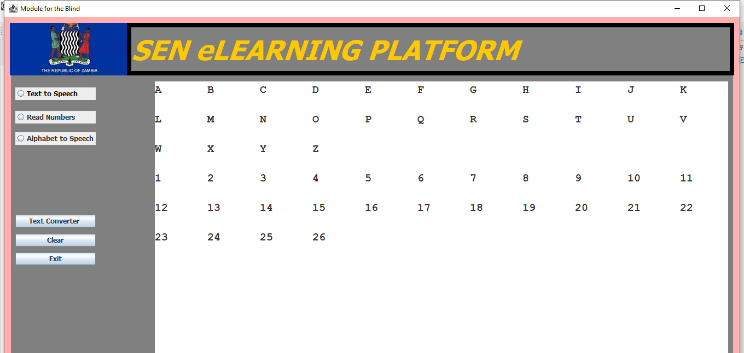 Module for the Blind
THE REPUBLIC OF ZAMBIA
SEN eLEARNING PLATFORM
Text to Speech
Read Numbers
Alphabet to Speech
Text Converter
Clear
Exit
A B C D E F G H I J K
L M N O P Q R S T U V
W X Y Z
1 2 3 4 5 6 7 8 9 10 11
12 13 14 15 16 17 18 19 20 21 22
23 24 25 26